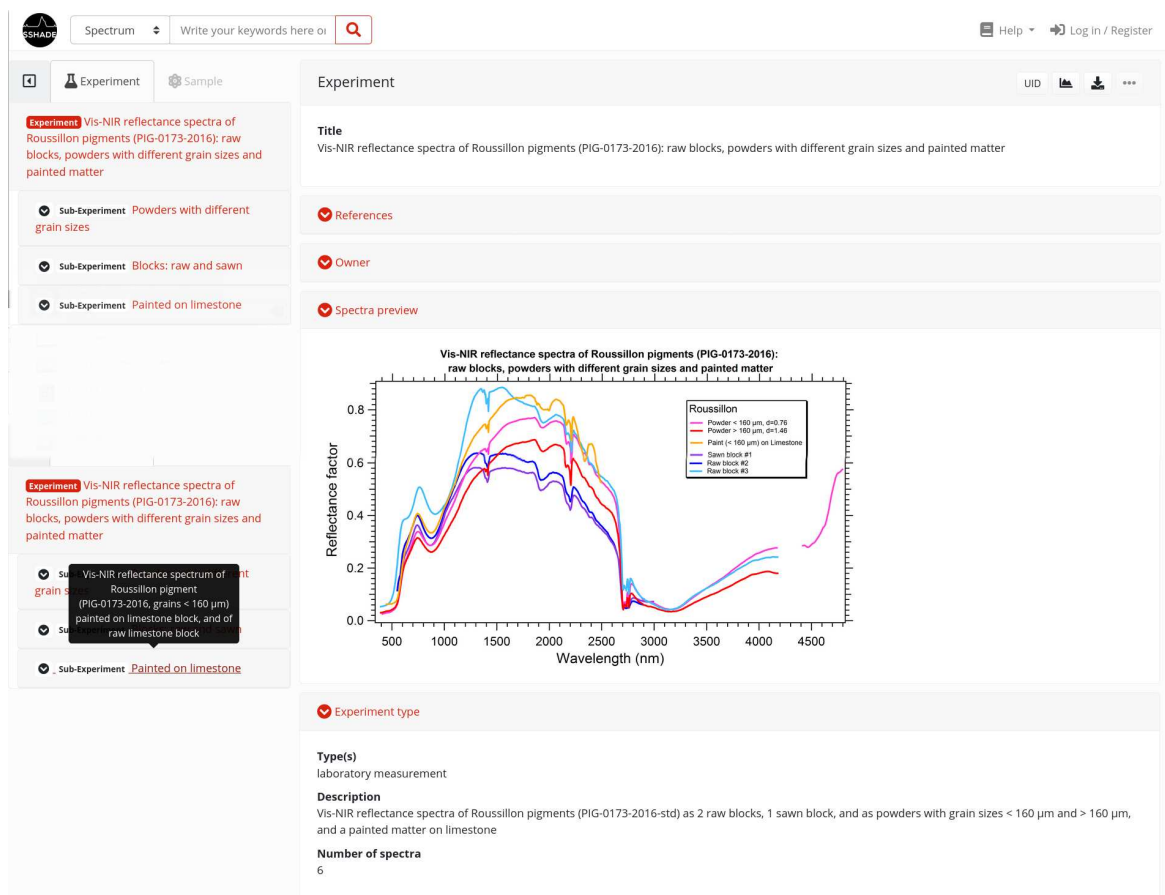 SSHADE
Spectrum
Write your keywords here or
Help
Log in / Register
Experiment
Sample
Experiment Vis-NIR reflectance spectra of
Roussillon pigments (PIG-0173-2016): raw
blocks, powders with different grain sizes and
painted matter
Sub-Experiment Powders with different
grain sizes
Sub-Experiment Blocks: raw and sawn
Sub-Experiment Painted on limestone
Experiment Vis-NIR reflectance spectra of
Roussillon pigments (PIG-0173-2016): raw
blocks, powders with different grain sizes and
painted matter
Vis-NIR reflectance spectrum of
Roussillon pigment
(PIG-0173-2016, grains < 160 µm)
painted on limestone block, and of
raw limestone block
Sub-Experiment Painted on limestone
Experiment
UID
Title
Vis-NIR reflectance spectra of Roussillon pigments (PIG-0173-2016): raw blocks, powders with different grain sizes and painted matter
References
Owner
Spectra preview
Vis-NIR reflectance spectra of Roussillon pigments (PIG-0173-2016):
raw blocks, powders with different grain sizes and painted matter
Roussillon
Powder < 160 µm, d=0.76
Powder > 160 µm, d=1.46
Paint (< 160 µm) on Limestone
Sawn block #1
Raw block #2
Raw block #3
Reflectance factor
0.8
0.6
0.4
0.2
0.0
500 1000 1500 2000 2500 3000 3500 4000 4500
Wavelength (nm)
Experiment type
Type(s)
laboratory measurement
Description
Vis-NIR reflectance spectra of Roussillon pigments (PIG-0173-2016-std) as 2 raw blocks, 1 sawn block, and as powders with grain sizes < 160 µm and > 160 µm,
and a painted matter on limestone
Number of spectra
6